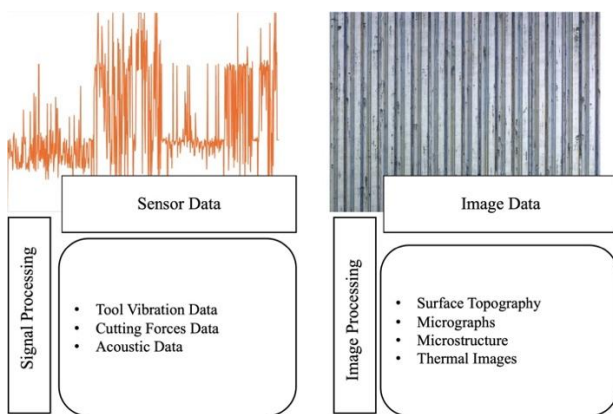 Sensor Data
Signal Processing
• Tool Vibration Data
• Cutting Forces Data
• Acoustic Data
Image Data
Image Processing
• Surface Topography
• Micrographs
• Microstructure
• Thermal Images